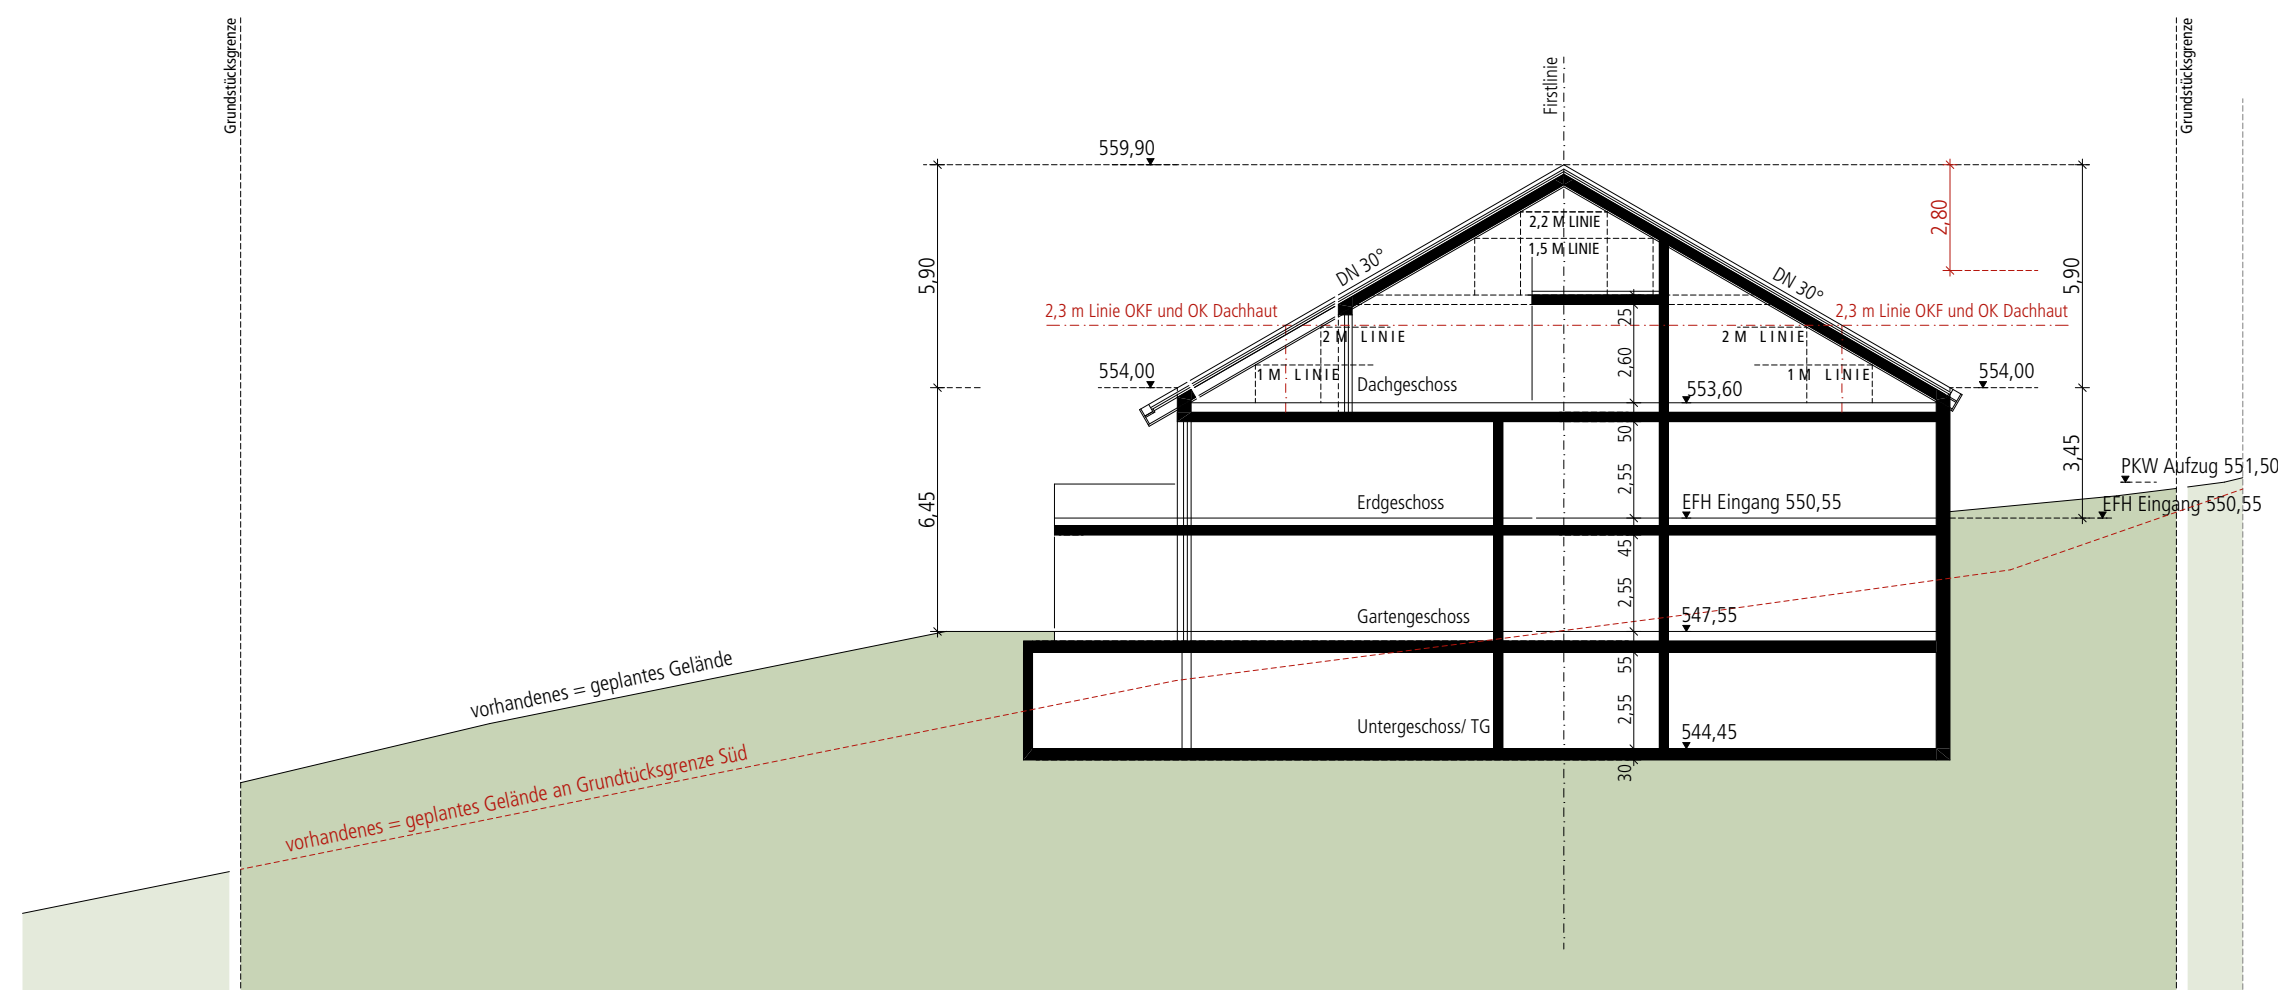 Grundstücksgrenze
Grundstücksgrenze
Firstlinie
559,90
2,80
5,90
5,90
2,2 M LINIE
1,5 M LINIE
DN 30°
DN 30°
2,3 m Linie OKF und OK Dachhaut
2,3 m Linie OKF und OK Dachhaut
25
2 M LINIE
2 M LINIE
2,60
554,00
1 M LINIE
Dachgeschoss
553,60
1 M LINIE
554,00
50
3,45
PKW Aufzug 551,50
2,55
6,45
Erdgeschoss
EFH Eingang 550,55
EFH Eingang 550,55
45
2,55
Gartengeschoss
547,55
vorhandenes = geplantes Gelände
55
2,55
Untergeschoss/ TG
544,45
30
vorhandenes = geplantes Gelände an Grundtücksgrenze Süd